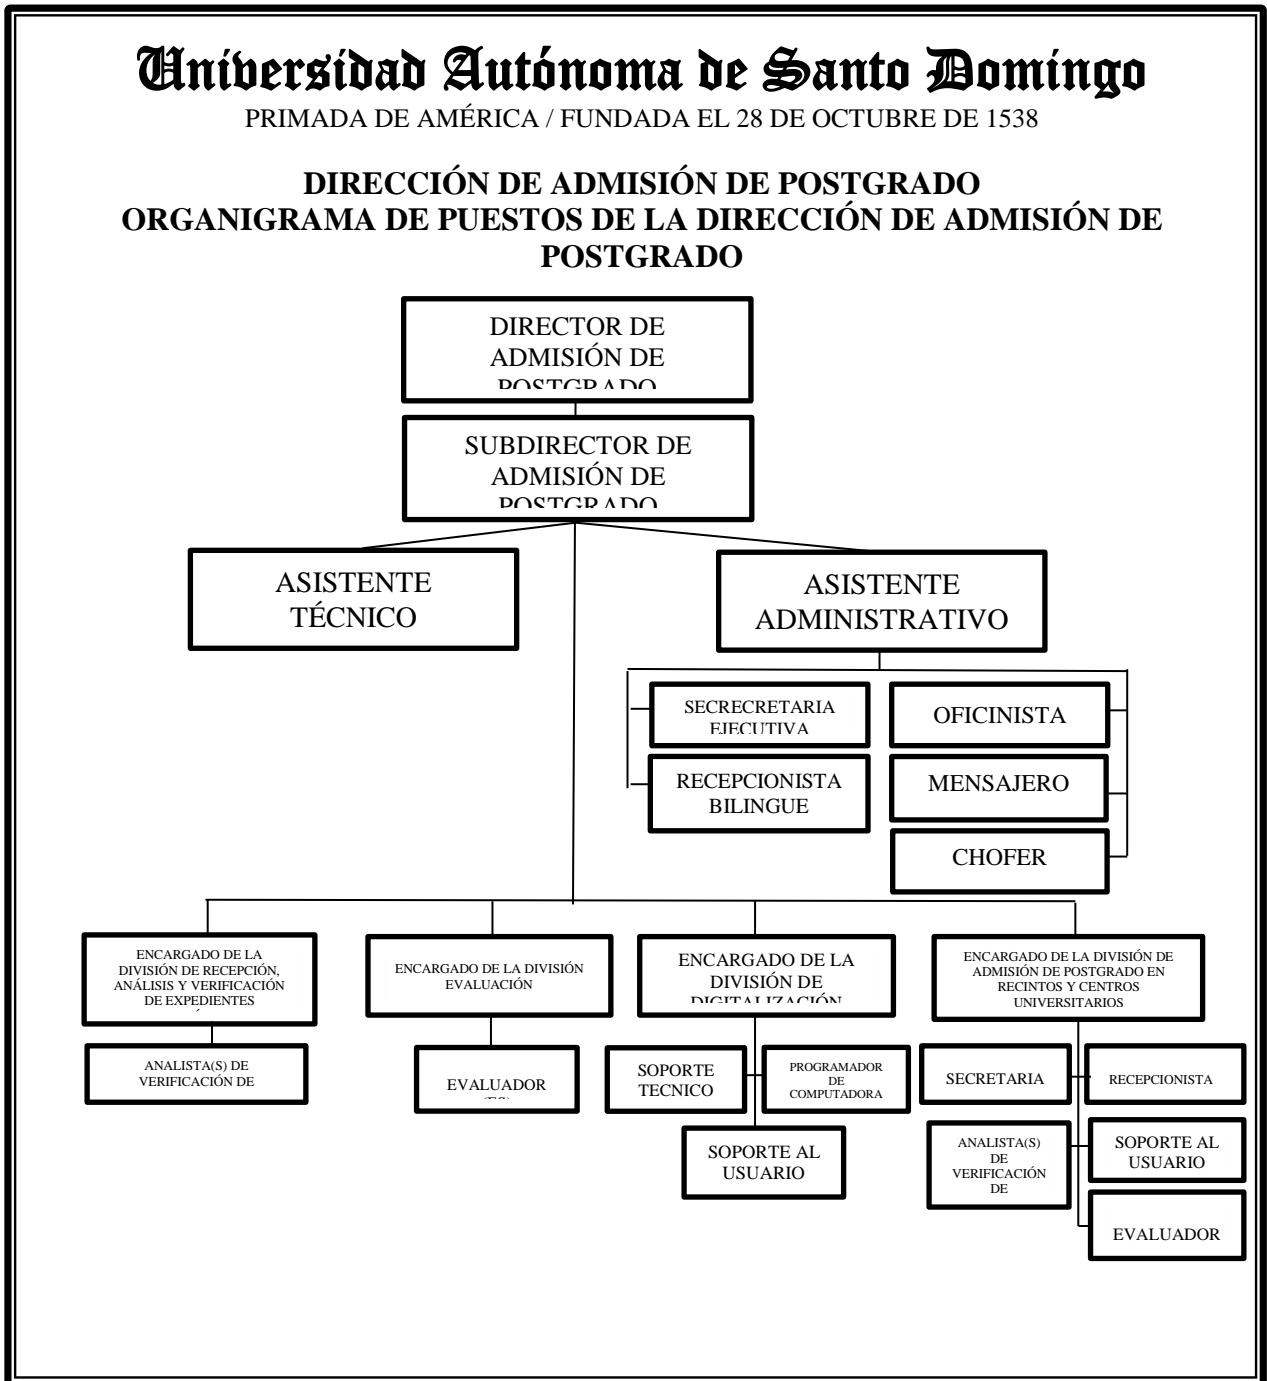 Universidad Autónoma de Santo Domingo
PRIMADA DE AMÉRICA / FUNDADA EL 28 DE OCTUBRE DE 1538
DIRECCIÓN DE ADMISIÓN DE POSTGRADO
ORGANIGRAMA DE PUESTOS DE LA DIRECCIÓN DE ADMISIÓN DE
POSTGRADO
DIRECTOR DE
ADMISIÓN DE
POSTGRADO
SUBDIRECTOR DE
ADMISIÓN DE
POSTGRADO
ASISTENTE
TÉCNICO
ASISTENTE
ADMINISTRATIVO
SECRECRETARIA
EJECUTIVA
OFICINISTA
RECEPCIONISTA
BILINGUE
MENSAJERO
CHOFER
ENCARGADO DE LA
DIVISIÓN DE RECEPCIÓN,
ANÁLISIS Y VERIFICACIÓN
DE EXPEDIENTES
ENCARGADO DE LA DIVISIÓN
EVALUACIÓN
ENCARGADO DE LA
DIVISIÓN DE
DIGITALIZACIÓN
ENCARGADO DE LA DIVISIÓN DE
ADMISIÓN DE POSTGRADO EN
RECINTOS Y CENTROS
UNIVERSITARIOS
ANALISTA(S) DE
VERIFICACIÓN DE
EVALUADOR
(ES)
SOPORTE
TECNICO
PROGRAMADOR
DE
COMPUTADORA
SOPORTE AL
USUARIO
SECRETARIA
RECEPCIONISTA
ANALISTA(S)
DE
VERIFICACIÓN
DE
SOPORTE AL
USUARIO
EVALUADOR